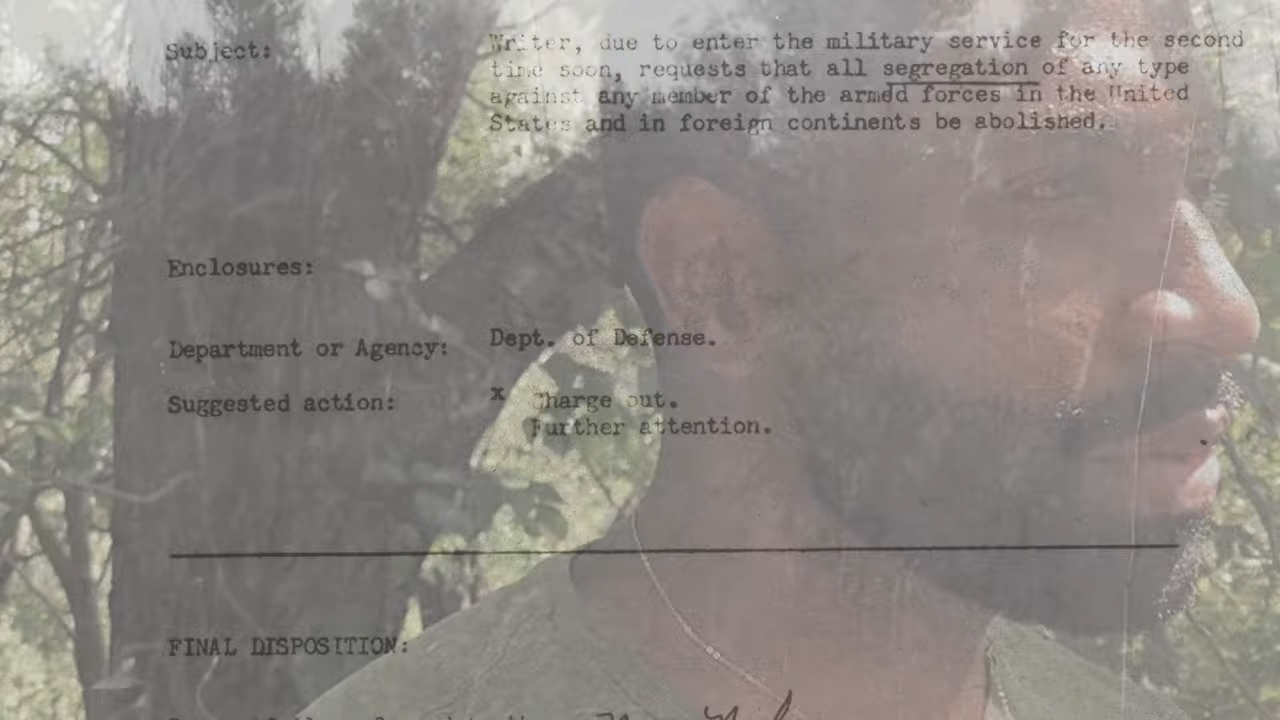 Subject:
Writer, due to enter the military service for the second
time soon, requests that all segregation of any type
against any member of the armed forces in the United
States and in foreign continents be abolished.
Enclosures:
Department or Agency:
Dept. of Defense.
Suggested action:
x Charge out.
Further attention.
FINAL DISPOSITION: